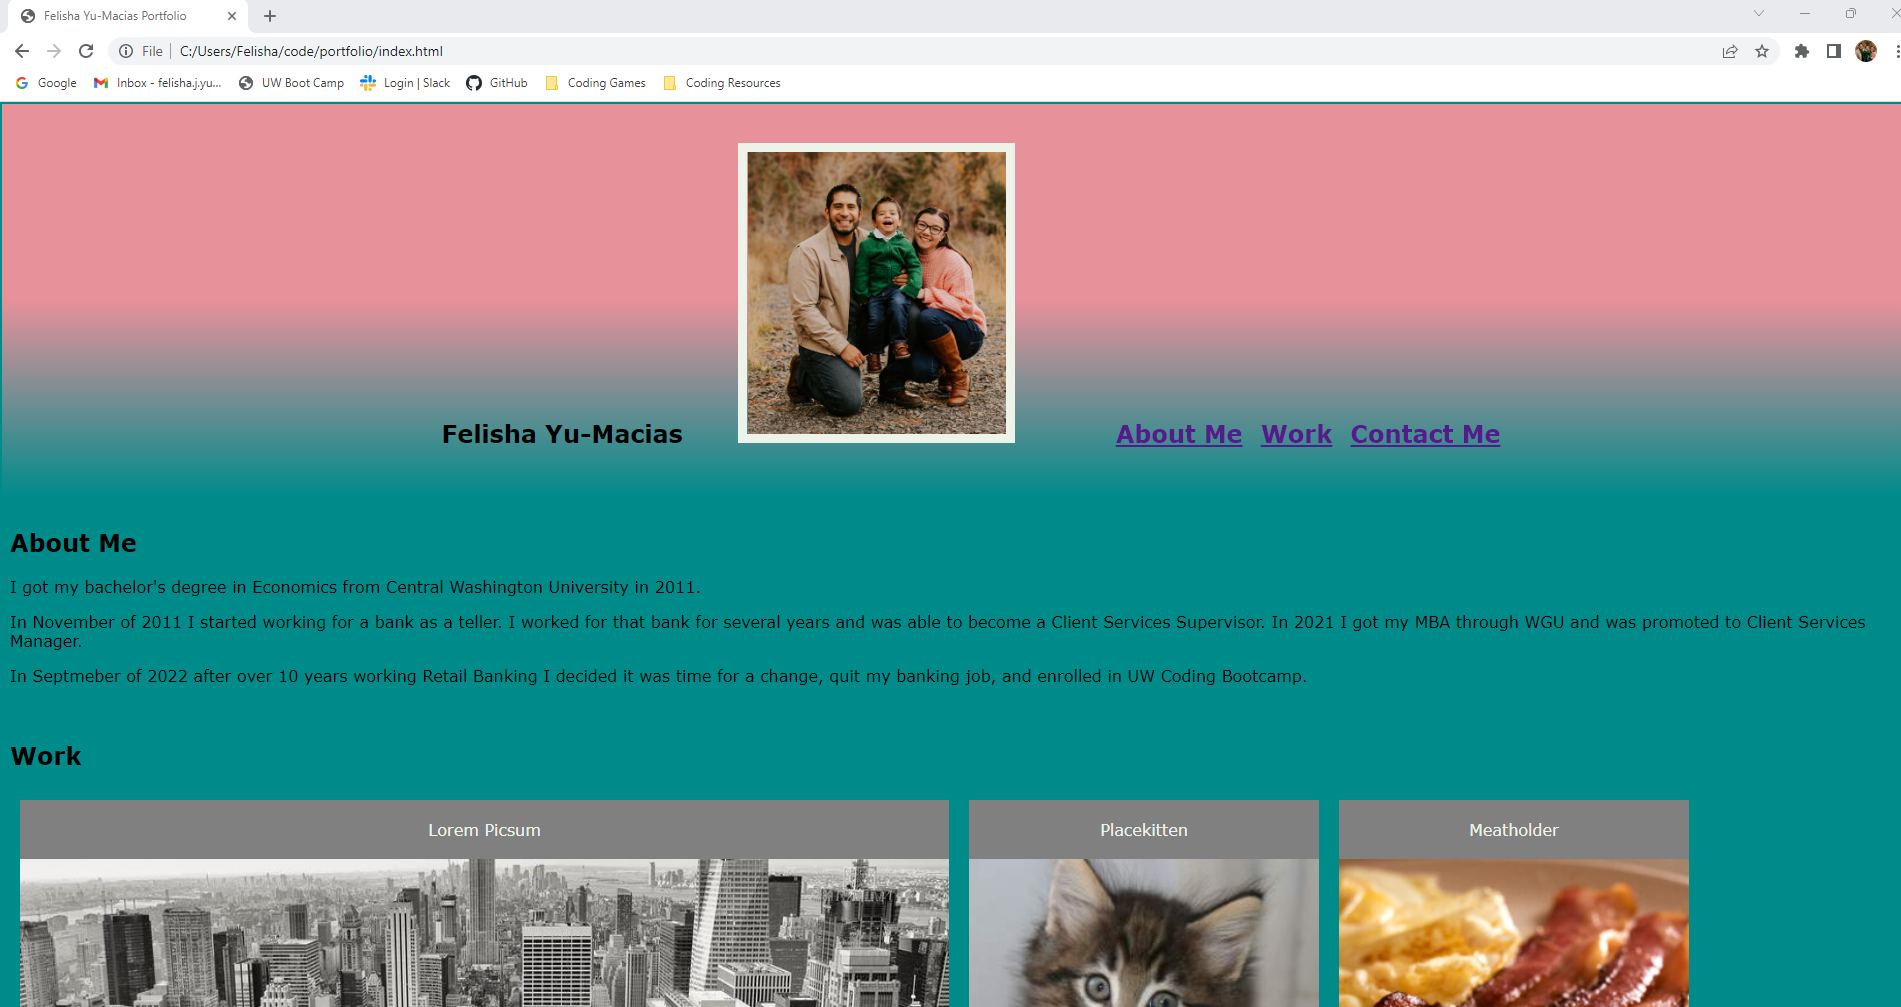 Felisha Yu-Macias Portfolio
File | C:/Users/Felisha/code/portfolio/index.html
Google Inbox - felisha.j.yu... UW Boot Camp Login | Slack GitHub Coding Games Coding Resources
Felisha Yu-Macias About Me Work Contact Me
About Me
I got my bachelor's degree in Economics from Central Washington University in 2011.
In November of 2011 I started working for a bank as a teller. I worked for that bank for several years and was able to become a Client Services Supervisor. In 2021 I got my MBA through WGU and was promoted to Client Services
Manager.
In Septmeber of 2022 after over 10 years working Retail Banking I decided it was time for a change, quit my banking job, and enrolled in UW Coding Bootcamp.
Work
Lorem Picsum Placekitten Meatholder